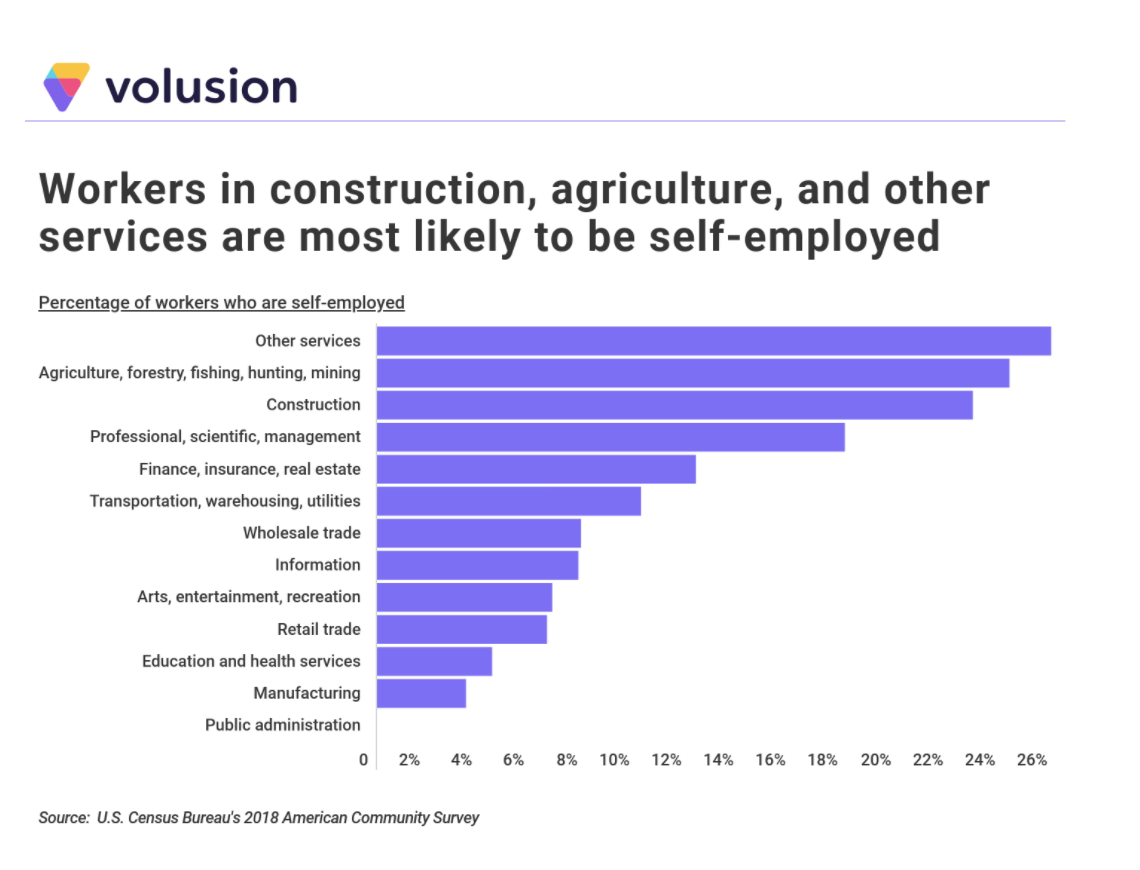 volusion
Workers in construction, agriculture, and other
services are most likely to be self-employed
Percentage of workers who are self-employed
Other services
Agriculture, forestry, fishing, hunting, mining
Construction
Professional, scientific, management
Finance, insurance, real estate
Transportation, warehousing, utilities
Wholesale trade
Information
Arts, entertainment, recreation
Retail trade
Education and health services
Manufacturing
Public administration
0 2% 4% 6% 8% 10% 12% 14% 16% 18% 20% 22% 24% 26%
Source: U.S. Census Bureau's 2018 American Community Survey